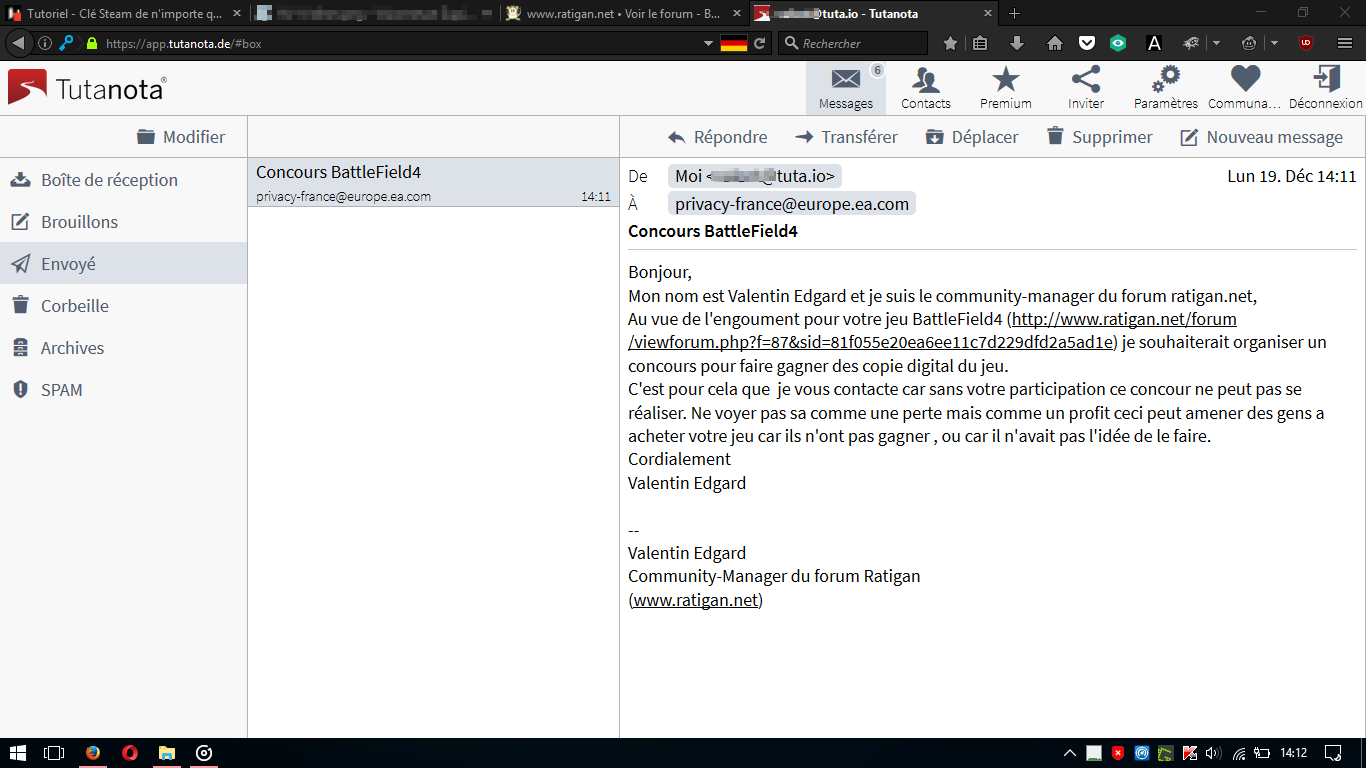 Tutoriel - Clé Steam de n'importe q...
www.ratigan.net • Voir le forum - B...
@tuta.io - Tutanota
https://app.tutanota.de/#box
Rechercher
Tutanota®
Messages
6
Contacts
Premium
Inviter
Paramètres
Communa...
Déconnexion
Modifier
Répondre
Transférer
Déplacer
Supprimer
Nouveau message
Boîte de réception
Brouillons
Envoyé
Corbeille
Archives
SPAM
Concours BattleField4
privacy-france@europe.ea.com 14:11
De Moi < @tuta.io> Lun 19. Déc 14:11
À privacy-france@europe.ea.com
Concours BattleField4
Bonjour,
Mon nom est Valentin Edgard et je suis le community-manager du forum ratigan.net,
Au vue de l'engoument pour votre jeu BattleField4 (http://www.ratigan.net/forum
/viewforum.php?f=87&sid=81f055e20ea6ee11c7d229dfd2a5ad1e) je souhaiterait organiser un
concours pour faire gagner des copie digital du jeu.
C'est pour cela que  je vous contacte car sans votre participation ce concour ne peut pas se
réaliser. Ne voyer pas sa comme une perte mais comme un profit ceci peut amener des gens a
acheter votre jeu car ils n'ont pas gagner , ou car il n'avait pas l'idée de le faire.
Cordialement
Valentin Edgard
--
Valentin Edgard
Community-Manager du forum Ratigan
(www.ratigan.net)
14:12